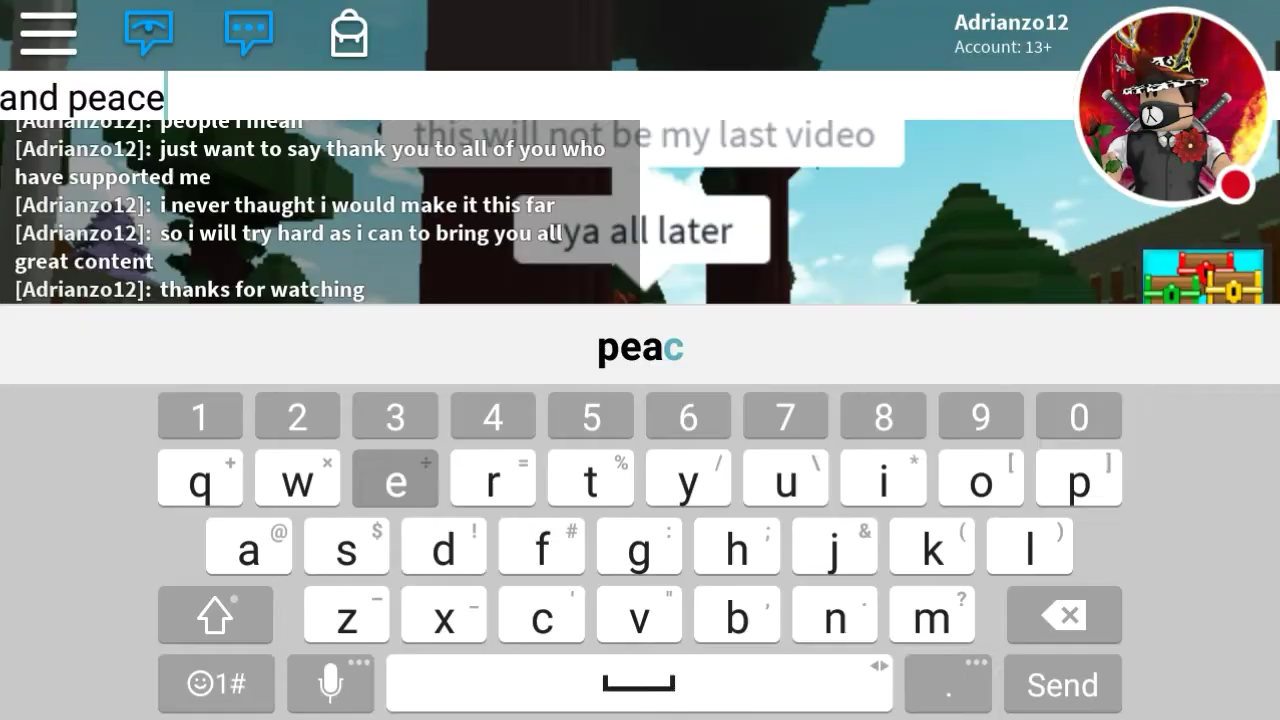 Adrianzo12
Account: 13+
and peace
[Adrianzo12]: people i mean
this will not be my last video
[Adrianzo12]: just want to say thank you to all of you who
have supported me
[Adrianzo12]: i never thaught i would make it this far
cya all later
[Adrianzo12]: so i will try hard as i can to bring you all
great content
[Adrianzo12]: thanks for watching
peac
1 2 3 4 5 6 7 8 9 0
q + w × e ÷ r = t % y / u \ i * o [ p ]
a @ s $ d ! f # g : h ; j & k ( l )
z - x _ c ' v " b , n . m ?
1# . Send